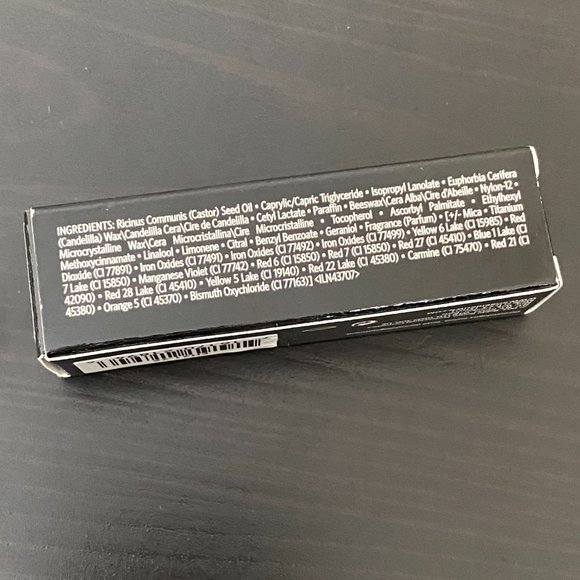 INGREDIENTS: Ricinus Communis (Castor) Seed Oil • Caprylic/Capric Triglyceride • Isopropyl Lanolate • Euphorbia Cerifera
(Candelilla) Wax\Candelilla Cera\Cire de Candelilla • Cetyl Lactate • Paraffin • Beeswax\Cera Alba\Cire d'Abeille • Nylon-12 •
Microcrystalline Wax\Cera Microcristallina\Cire Microcristalline • Tocopherol • Ascorbyl Palmitate • Ethylhexyl
Methoxycinnamate • Linalool • Limonene • Citral • Benzyl Benzoate • Geraniol • Fragrance (Parfum) • [+/- Mica • Titanium
Dioxide (CI 77891) • Iron Oxides (CI 77491) • Iron Oxides (CI 77492) • Iron Oxides (CI 77499) • Yellow 6 Lake (CI 15985) • Red
7 Lake (CI 15850) • Manganese Violet (CI 77742) • Red 6 (CI 15850) • Red 7 (CI 15850) • Red 27 (CI 45410) • Blue 1 Lake (CI
42090) • Red 28 Lake (CI 45410) • Yellow 5 Lake (CI 19140) • Red 22 Lake (CI 45380) • Carmine (CI 75470) • Red 21 (CI
45380) • Orange 5 (CI 45370) • Bismuth Oxychloride (CI 77163)] <ILN43707>